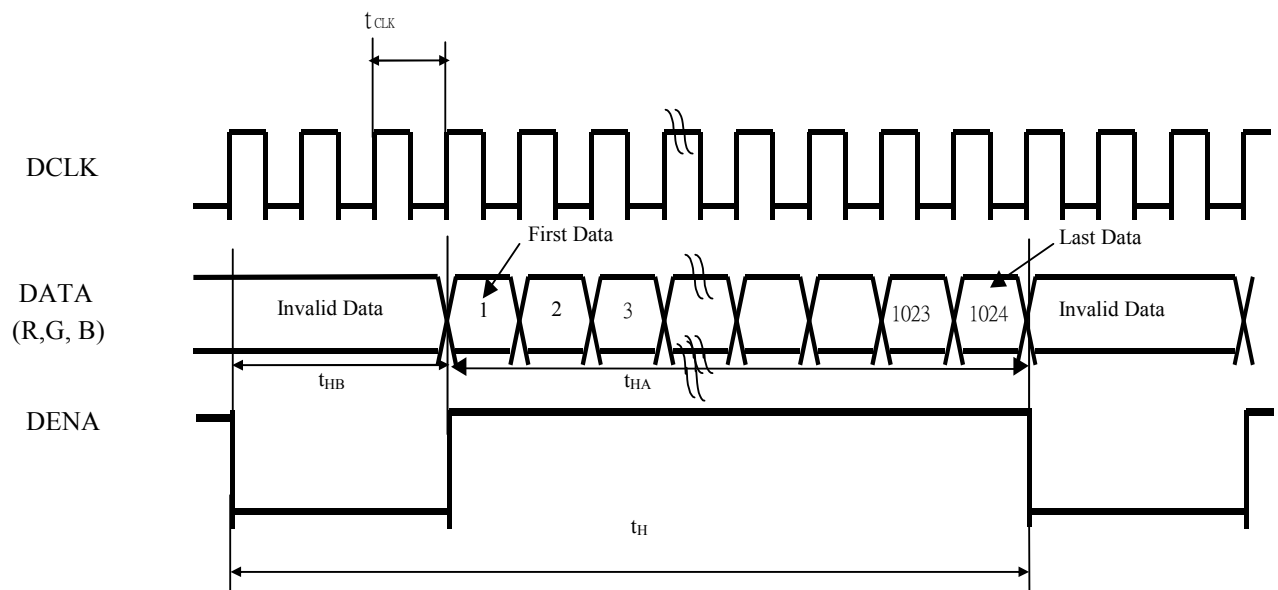 tCLK
DCLK
First Data
Last Data
DATA
(R,G, B)
Invalid Data
1
2
3
1023
1024
Invalid Data
tHB
tHA
DENA
tH